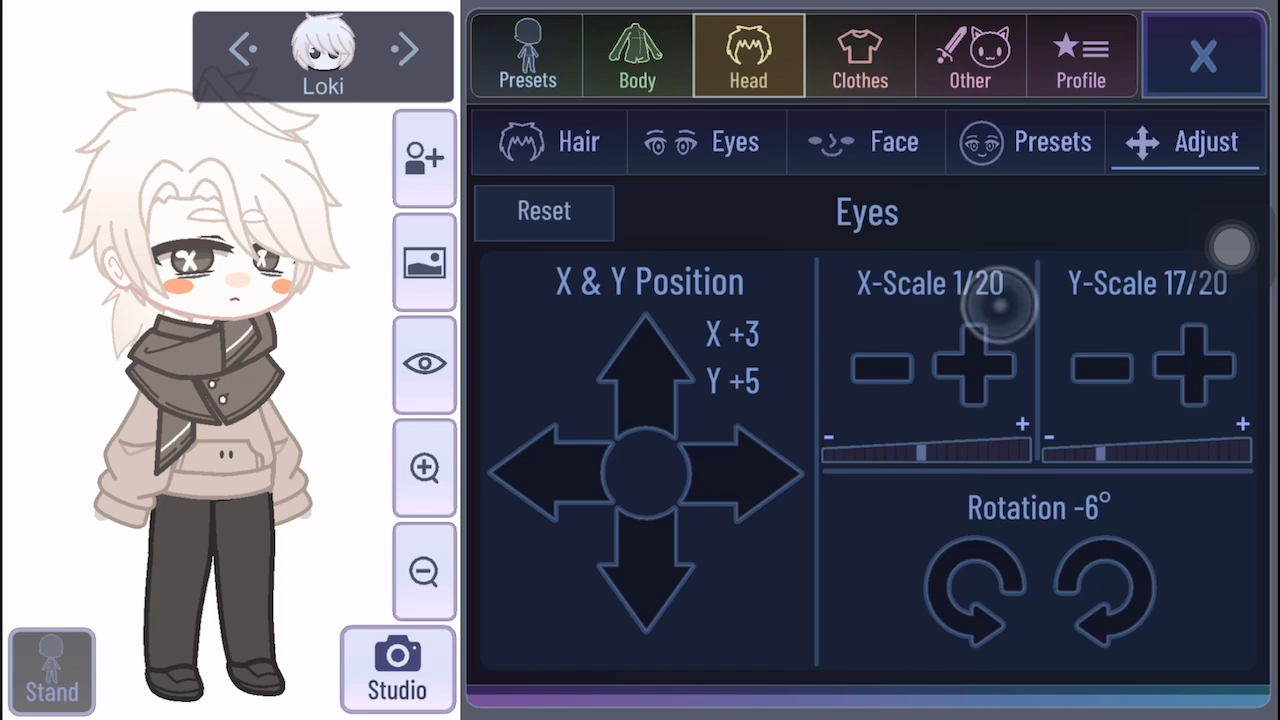 Loki
Stand
Studio
Presets
Body
Head
Clothes
Other
Profile
X
Hair
Eyes
Face
Presets
Adjust
Reset
Eyes
X & Y Position
X +3
Y +5
X-Scale 1/20
- +
Y-Scale 17/20
- +
Rotation -6°